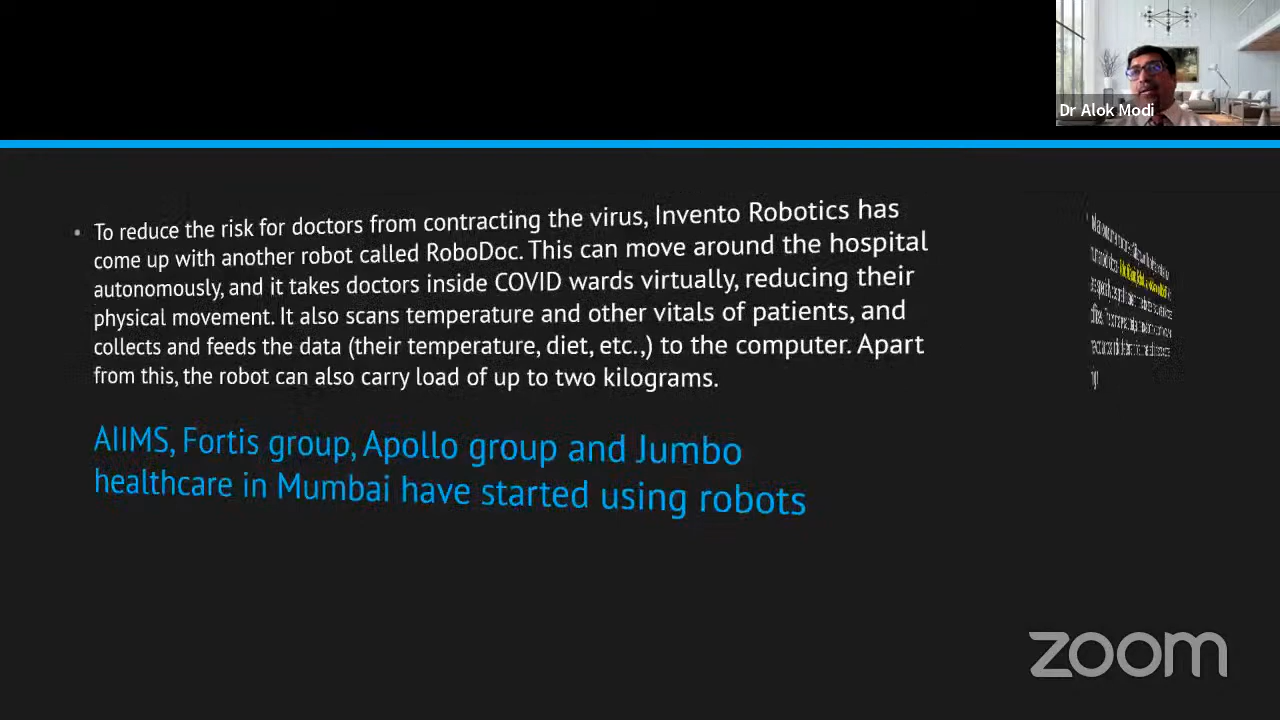 Dr Alok Modi
• To reduce the risk for doctors from contracting the virus, Invento Robotics has
come up with another robot called RoboDoc. This can move around the hospital
autonomously, and it takes doctors inside COVID wards virtually, reducing their
physical movement. It also scans temperature and other vitals of patients, and
collects and feeds the data (their temperature, diet, etc.,) to the computer. Apart
from this, the robot can also carry load of up to two kilograms.
AIIMS, Fortis group, Apollo group and Jumbo
healthcare in Mumbai have started using robots
zoom